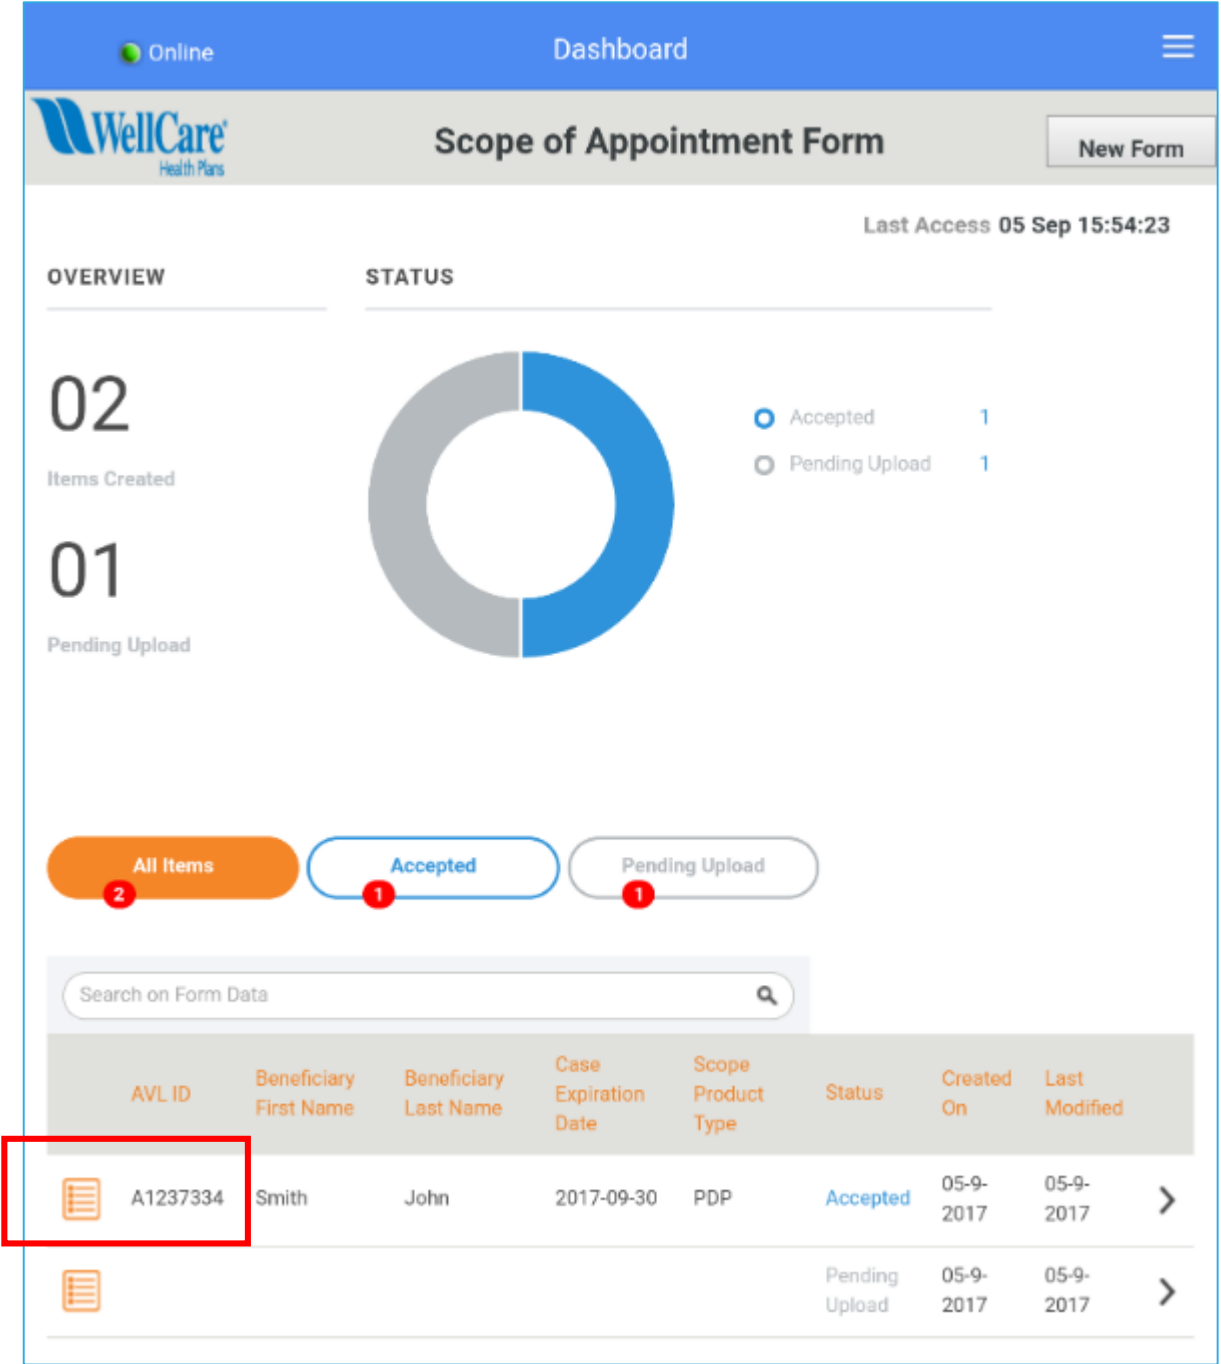 Online
Dashboard
WellCare
Health Plans
Scope of Appointment Form
New Form
Last Access 05 Sep 15:54:23
OVERVIEW
STATUS
02
Items Created
01
Pending Upload
Accepted 1
Pending Upload 1
All Items
2
Accepted
1
Pending Upload
1
Search on Form Data
AVL ID
Beneficiary
First Name
Beneficiary
Last Name
Case
Expiration
Date
Scope
Product
Type
Status
Created
On
Last
Modified
A1237334
Smith
John
2017-09-30
PDP
Accepted
05-9-
2017
05-9-
2017
Pending
Upload
05-9-
2017
05-9-
2017